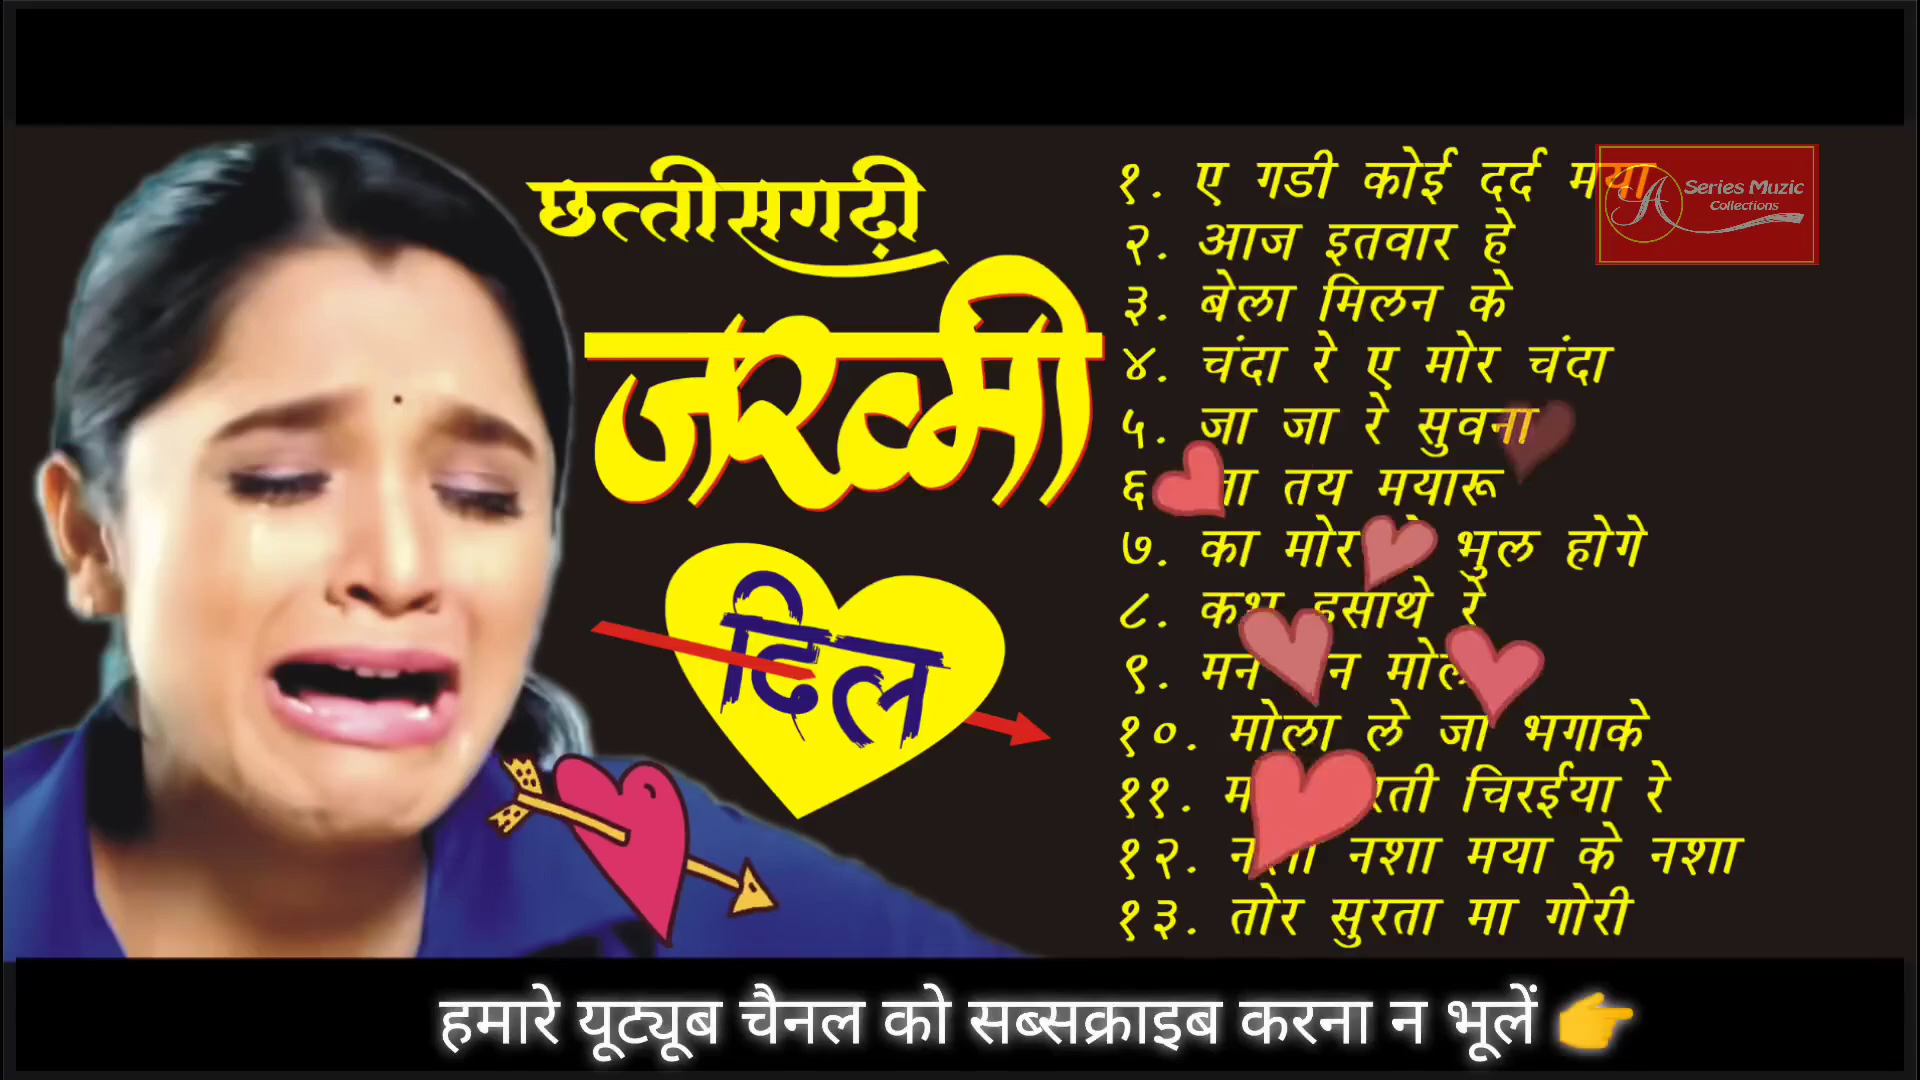 छत्तीसगढ़ी
जख्मी
दिल
१. ए गडी कोई दर्द मया
Series Muzic
Collections
२. आज इतवार हे
३. बेला मिलन के
४. चंदा रे ए मोर चंदा
५. जा जा रे सुवना
६ तय मयारू
७. का मोर भुल होगे
८. हसाथे रे
९. मन मोला
१०. मोला ले जा भगाके
११. चिरईया रे
१२. नशा नशा मया के नशा
१३. तोर सुरता मा गोरी
हमारे यूट्यूब चैनल को सब्सक्राइब करना न भूलें 👉